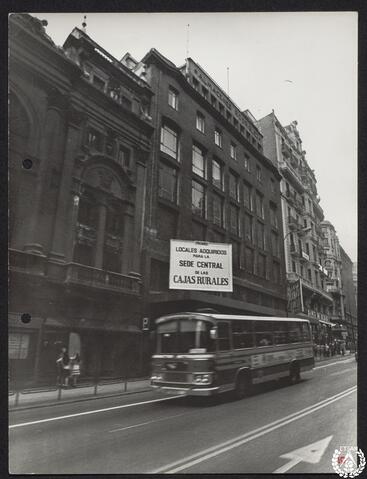 LOCALES ADQUIRIDOS
PARA LA
SEDE CENTRAL
DE LAS
CAJAS RURALES